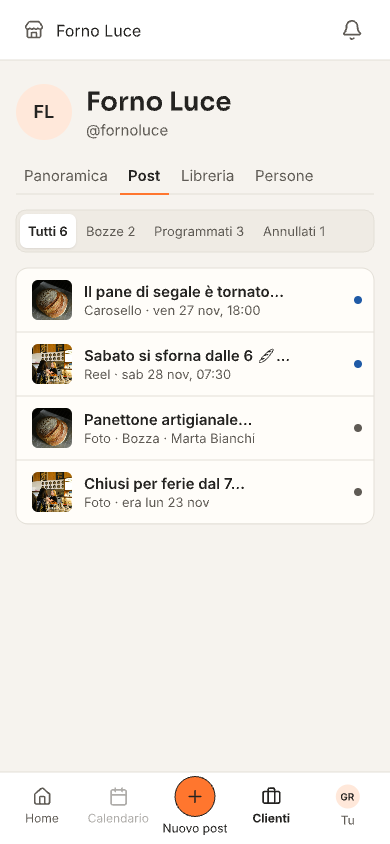 Forno Luce
FL
Forno Luce
@fornoluce
Panoramica Post Libreria Persone
Tutti 6 Bozze 2 Programmati 3 Annullati 1
Il pane di segale è tornato…
Carosello · ven 27 nov, 18:00
Sabato si sforna dalle 6 🥖…
Reel · sab 28 nov, 07:30
Panettone artigianale…
Foto · Bozza · Marta Bianchi
Chiusi per ferie dal 7…
Foto · era lun 23 nov
GR
Home Calendario Nuovo post Clienti Tu